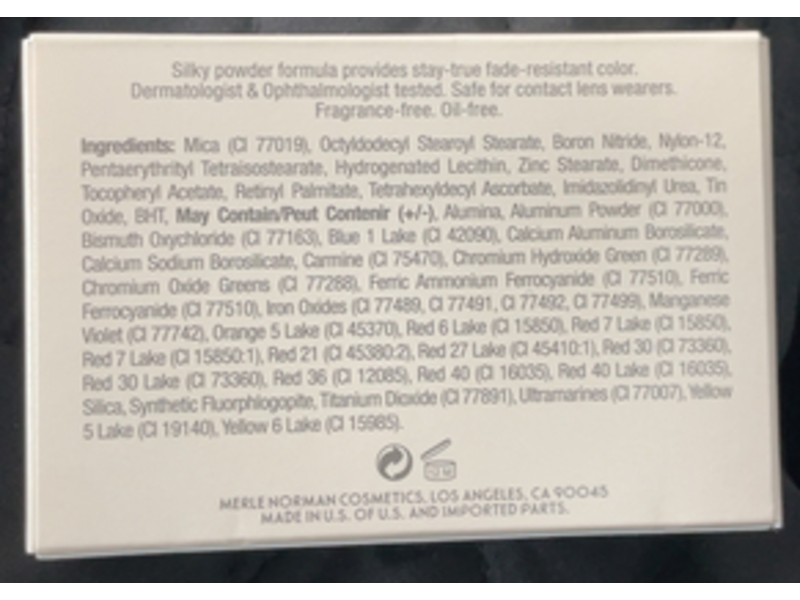 Silky powder formula provides stay-true fade-resistant color.
Dermatologist & Ophthalmologist tested. Safe for contact lens wearers.
Fragrance-free. Oil-free.
Ingredients: Mica (CI 77019), Octyldodecyl Stearoyl Stearate, Boron Nitride, Nylon-12,
Pentaerythrityl Tetraisostearate, Hydrogenated Lecithin, Zinc Stearate, Dimethicone,
Tocopheryl Acetate, Retinyl Palmitate, Tetrahexyldecyl Ascorbate, Imidazolidinyl Urea, Tin
Oxide, BHT, May Contain/Peut Contenir (+/-), Alumina, Aluminum Powder (CI 77000),
Bismuth Oxychloride (CI 77163), Blue 1 Lake (CI 42090), Calcium Aluminum Borosilicate,
Calcium Sodium Borosilicate, Carmine (CI 75470), Chromium Hydroxide Green (CI 77289),
Chromium Oxide Greens (CI 77288), Ferric Ammonium Ferrocyanide (CI 77510), Ferric
Ferrocyanide (CI 77510), Iron Oxides (CI 77489, CI 77491, CI 77492, CI 77499), Manganese
Violet (CI 77742), Orange 5 Lake (CI 45370), Red 6 Lake (CI 15850), Red 7 Lake (CI 15850),
Red 7 Lake (CI 15850:1), Red 21 (CI 45380:2), Red 27 Lake (CI 45410:1), Red 30 (CI 73360),
Red 30 Lake (CI 73360), Red 36 (CI 12085), Red 40 (CI 16035), Red 40 Lake (CI 16035),
Silica, Synthetic Fluorphlogopite, Titanium Dioxide (CI 77891), Ultramarines (CI 77007), Yellow
5 Lake (CI 19140), Yellow 6 Lake (CI 15985).
12 M
MERLE NORMAN COSMETICS, LOS ANGELES, CA 90045
MADE IN U.S. OF U.S. AND IMPORTED PARTS.